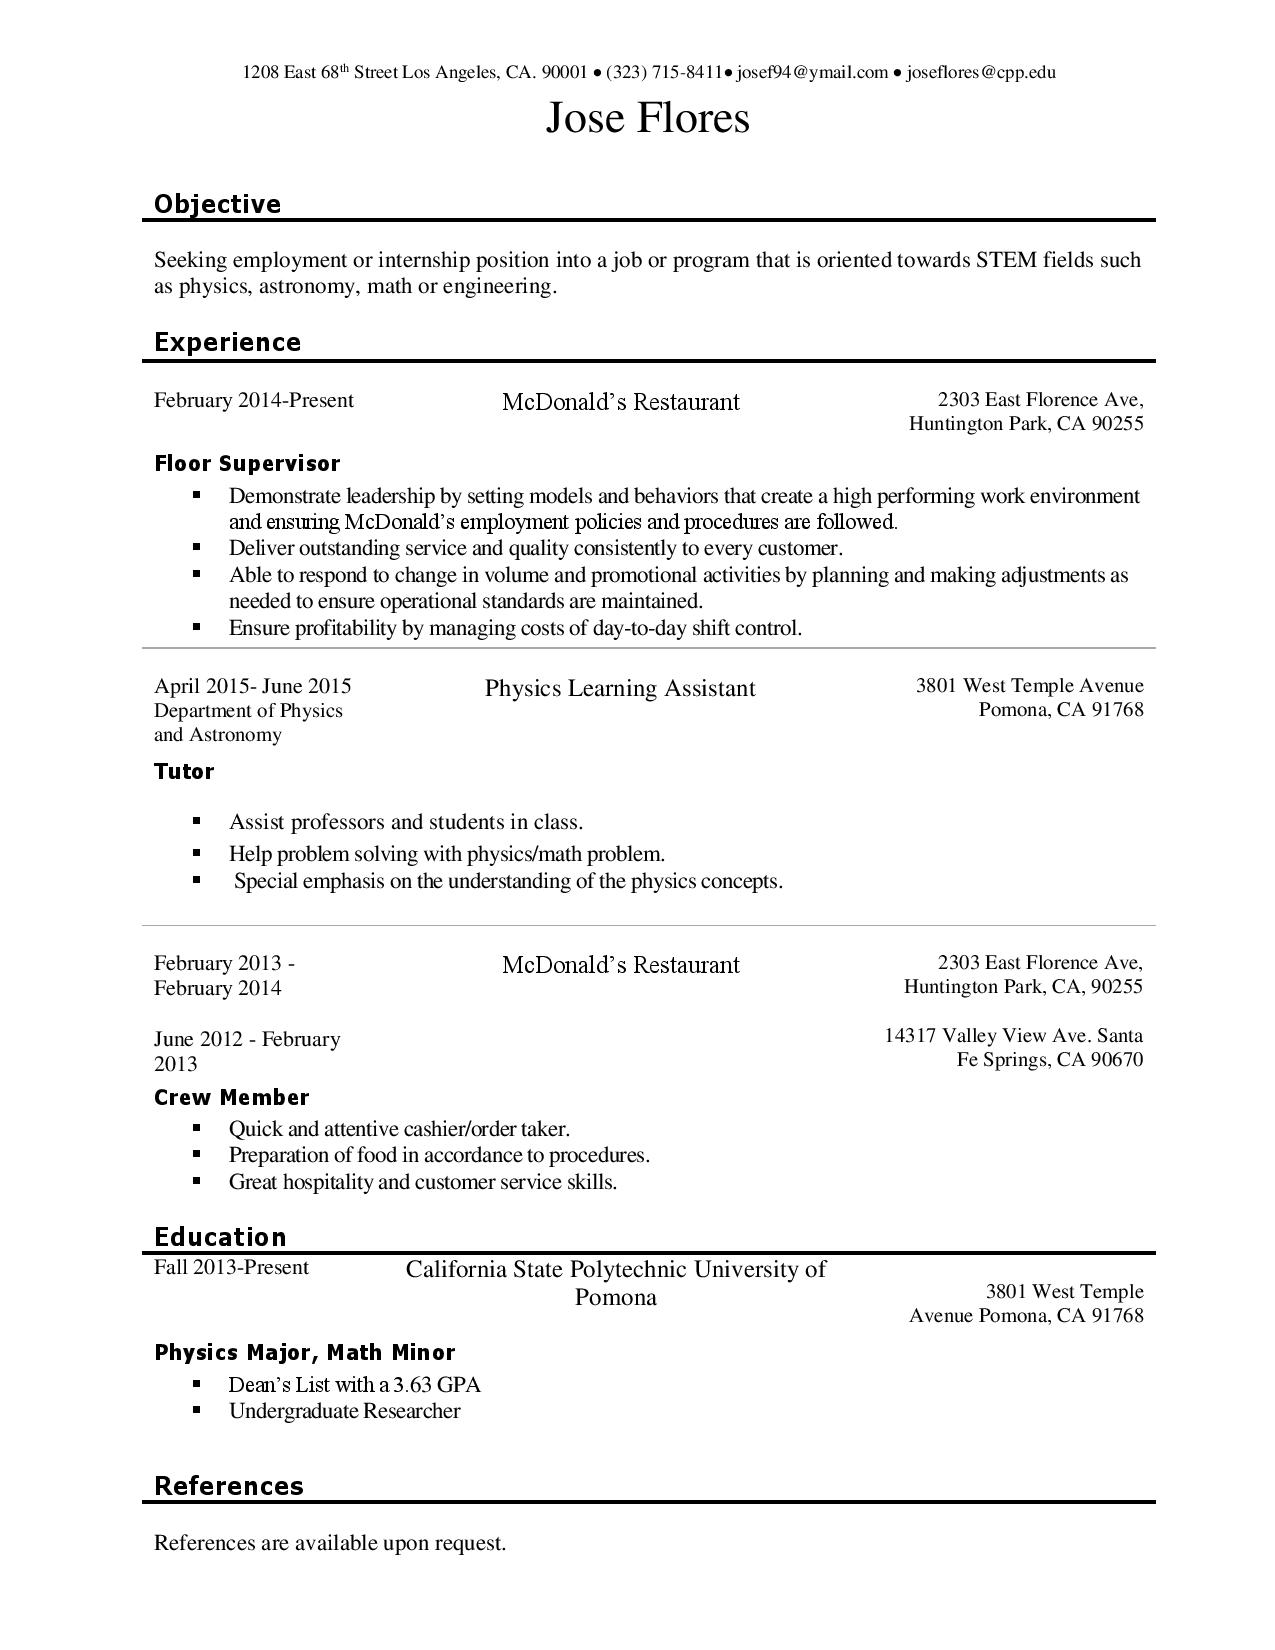 1208 East 68th Street Los Angeles, CA. 90001 ● (323) 715-8411● josef94@ymail.com ● joseflores@cpp.edu
Jose Flores
Objective
Seeking employment or internship position into a job or program that is oriented towards STEM fields such
as physics, astronomy, math or engineering.
Experience
February 2014-Present McDonald’s Restaurant 2303 East Florence Ave,
Huntington Park, CA 90255
Floor Supervisor
▪ Demonstrate leadership by setting models and behaviors that create a high performing work environment
and ensuring McDonald’s employment policies and procedures are followed.
▪ Deliver outstanding service and quality consistently to every customer.
▪ Able to respond to change in volume and promotional activities by planning and making adjustments as
needed to ensure operational standards are maintained.
▪ Ensure profitability by managing costs of day-to-day shift control.
April 2015- June 2015 Physics Learning Assistant 3801 West Temple Avenue
Department of Physics Pomona, CA 91768
and Astronomy
Tutor
▪ Assist professors and students in class.
▪ Help problem solving with physics/math problem.
▪ Special emphasis on the understanding of the physics concepts.
February 2013 - McDonald’s Restaurant 2303 East Florence Ave,
February 2014 Huntington Park, CA, 90255
June 2012 - February 14317 Valley View Ave. Santa
2013 Fe Springs, CA 90670
Crew Member
▪ Quick and attentive cashier/order taker.
▪ Preparation of food in accordance to procedures.
▪ Great hospitality and customer service skills.
Education
Fall 2013-Present California State Polytechnic University of
Pomona 3801 West Temple
Avenue Pomona, CA 91768
Physics Major, Math Minor
▪ Dean’s List with a 3.63 GPA
▪ Undergraduate Researcher
References
References are available upon request.